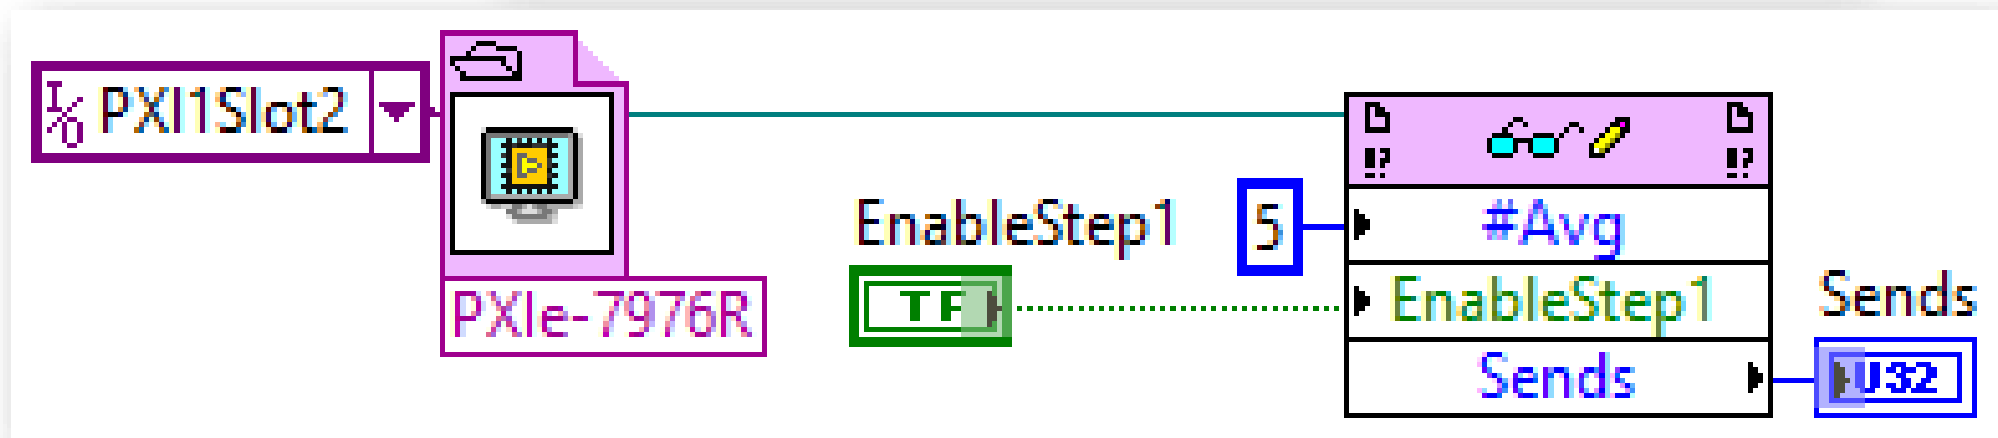 I/O PXI1Slot2
PXIe-7976R
EnableStep1
TF
5
!? !?
#Avg
EnableStep1
Sends
Sends
U32